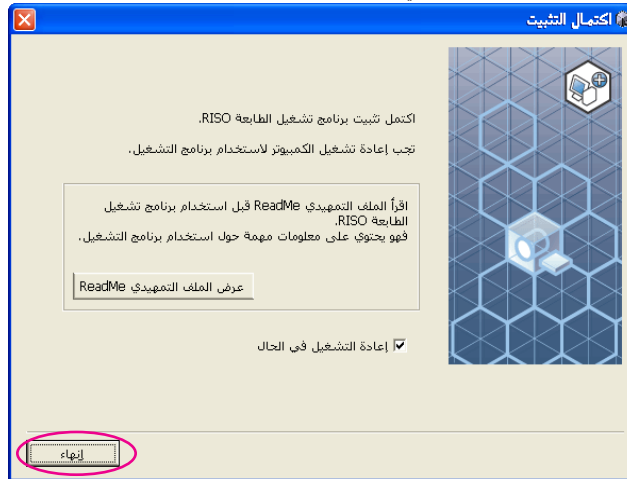 اكتمال التثبيت
اكتمل تثبيت برنامج تشغيل الطابعة RISO.
تجب إعادة تشغيل الكمبيوتر لاستخدام برنامج التشغيل.
اقرأ الملف التمهيدي ReadMe قبل استخدام برنامج تشغيل
الطابعة RISO.
فهو يحتوي على معلومات مهمة حول استخدام برنامج التشغيل.
عرض الملف التمهيدي ReadMe
إعادة التشغيل في الحال
إنهاء